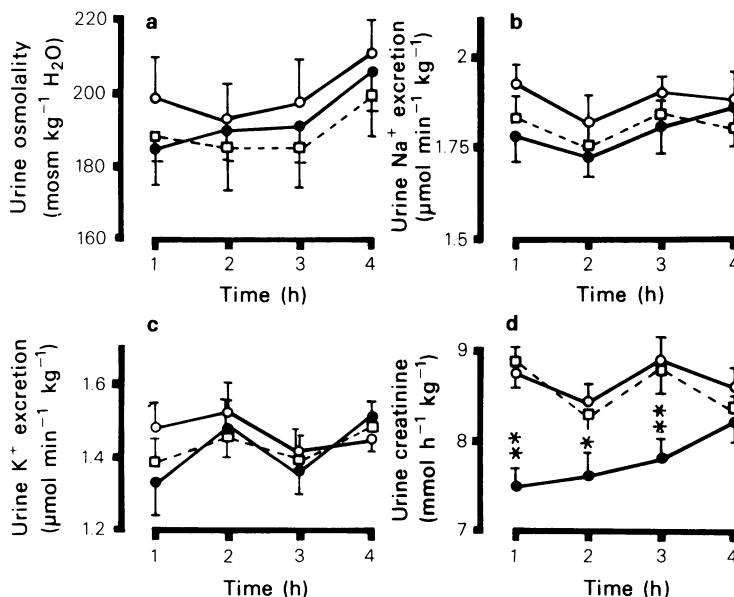 a
Urine osmolality
(mosm kg⁻¹ H₂O)
220
200
180
160
1 2 3 4
Time (h)
b
Urine Na⁺ excretion
(μmol min⁻¹ kg⁻¹)
2
1.75
1.5
1 2 3 4
Time (h)
c
Urine K⁺ excretion
(μmol min⁻¹ kg⁻¹)
1.6
1.4
1.2
1 2 3 4
Time (h)
d
Urine creatinine
(mmol h⁻¹ kg⁻¹)
9
8
7
**
*
**
1 2 3 4
Time (h)